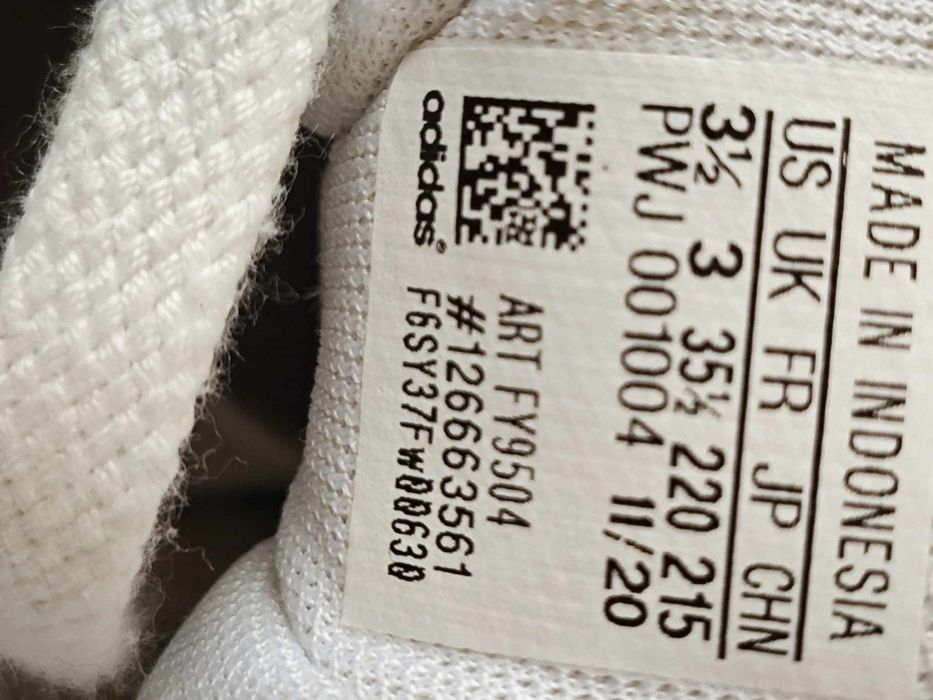 MADE IN INDONESIA
US UK FR JP CHN
3½ 3 35½ 220 215
PWJ 001004 11/20
ART FY9504
#126663561
F6SY37FW00630
adidas®